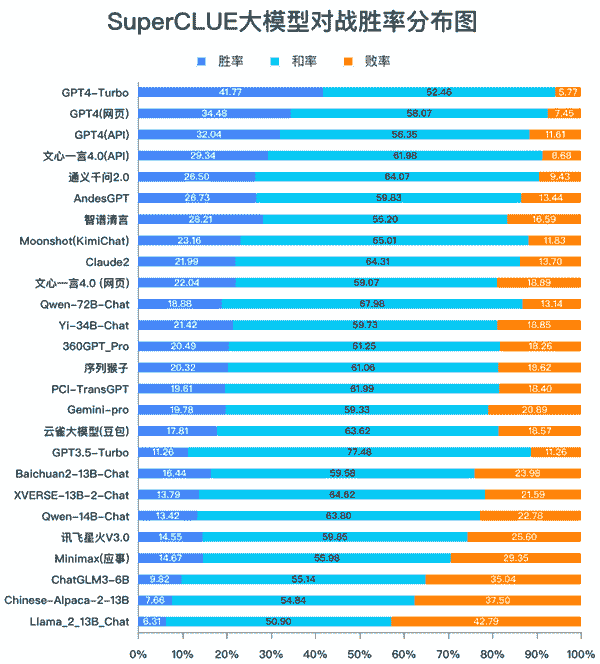 SuperCLUE大模型对战胜率分布图
胜率 和率 败率
GPT4-Turbo 41.77 52.46 5.77
GPT4(网页) 34.48 58.07 7.45
GPT4(API) 32.04 56.35 11.61
文心一言4.0(API) 29.34 61.98 8.68
通义千问2.0 26.50 64.07 9.43
AndesGPT 26.73 59.83 13.44
智谱清言 28.21 55.20 16.59
Moonshot(KimiChat) 23.16 65.01 11.83
Claude2 21.99 64.31 13.70
文心一言4.0 (网页) 22.04 59.07 18.89
Qwen-72B-Chat 18.88 67.98 13.14
Yi-34B-Chat 21.42 59.73 18.85
360GPT_Pro 20.49 61.25 18.26
序列猴子 20.32 61.06 18.62
PCI-TransGPT 19.61 61.99 18.40
Gemini-pro 19.78 59.33 20.89
云雀大模型(豆包) 17.81 63.62 18.57
GPT3.5-Turbo 11.26 77.48 11.26
Baichuan2-13B-Chat 16.44 59.58 23.98
XVERSE-13B-2-Chat 13.79 64.62 21.59
Qwen-14B-Chat 13.42 63.80 22.78
讯飞星火V3.0 14.55 59.85 25.60
Minimax(应事) 14.67 55.98 29.35
ChatGLM3-6B 9.82 55.14 35.04
Chinese-Alpaca-2-13B 7.66 54.84 37.50
Llama_2_13B_Chat 6.31 50.90 42.79
0% 10% 20% 30% 40% 50% 60% 70% 80% 90% 100%